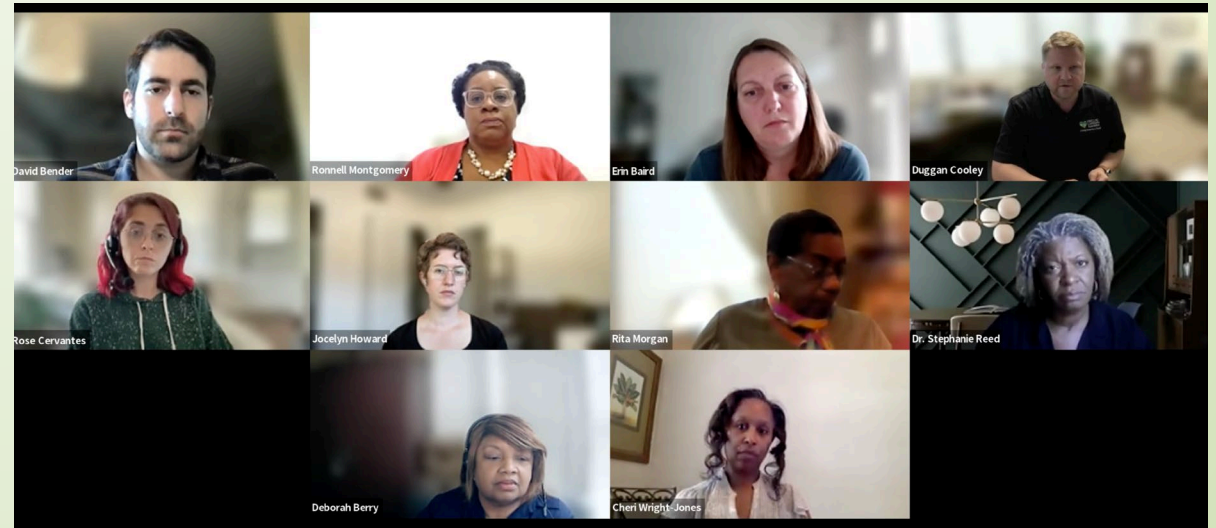 David Bender
Ronnell Montgomery
Erin Baird
Duggan Cooley
Rose Cervantes
Jocelyn Howard
Rita Morgan
Dr. Stephanie Reed
Deborah Berry
Cheri Wright-Jones